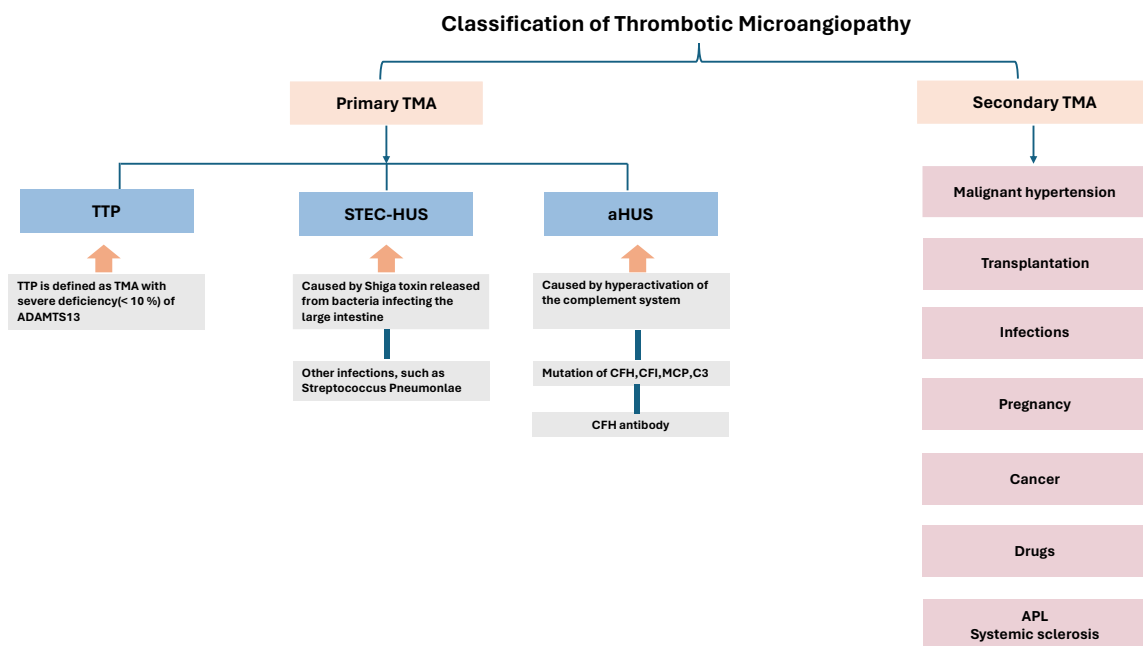 Classification of Thrombotic Microangiopathy
Primary TMA
Secondary TMA
TTP
STEC-HUS
aHUS
TTP is defined as TMA with
severe deficiency(< 10 %) of
ADAMTS13
Caused by Shiga toxin released
from bacteria infecting the
large intestine
Other infections, such as
Streptococcus Pneumonlae
Caused by hyperactivation of
the complement system
Mutation of CFH,CFI,MCP,C3
CFH antibody
Malignant hypertension
Transplantation
Infections
Pregnancy
Cancer
Drugs
APL
Systemic sclerosis